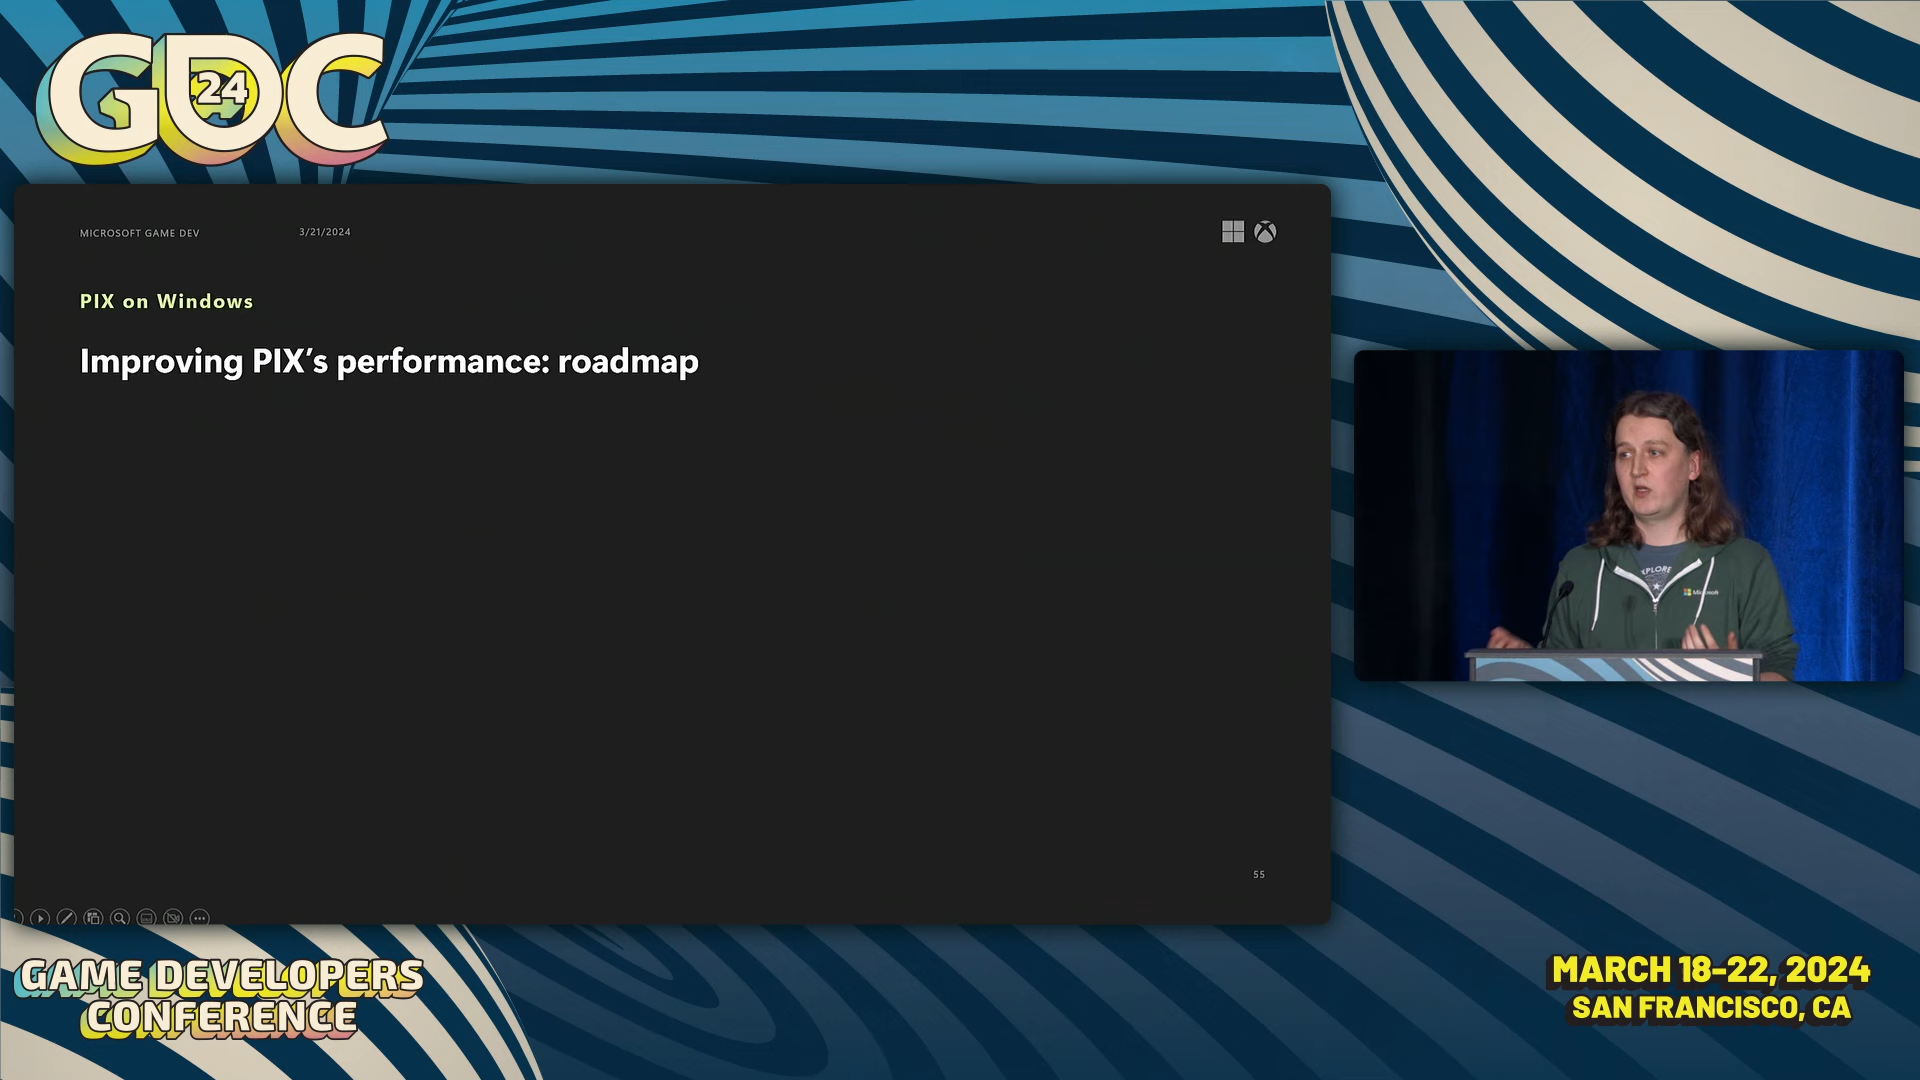 GDC
24
MICROSOFT GAME DEV
3/21/2024
PIX on Windows
Improving PIX's performance: roadmap
55
XPLORE
GAME DEVELOPERS
CONFERENCE
MARCH 18-22, 2024
SAN FRANCISCO, CA